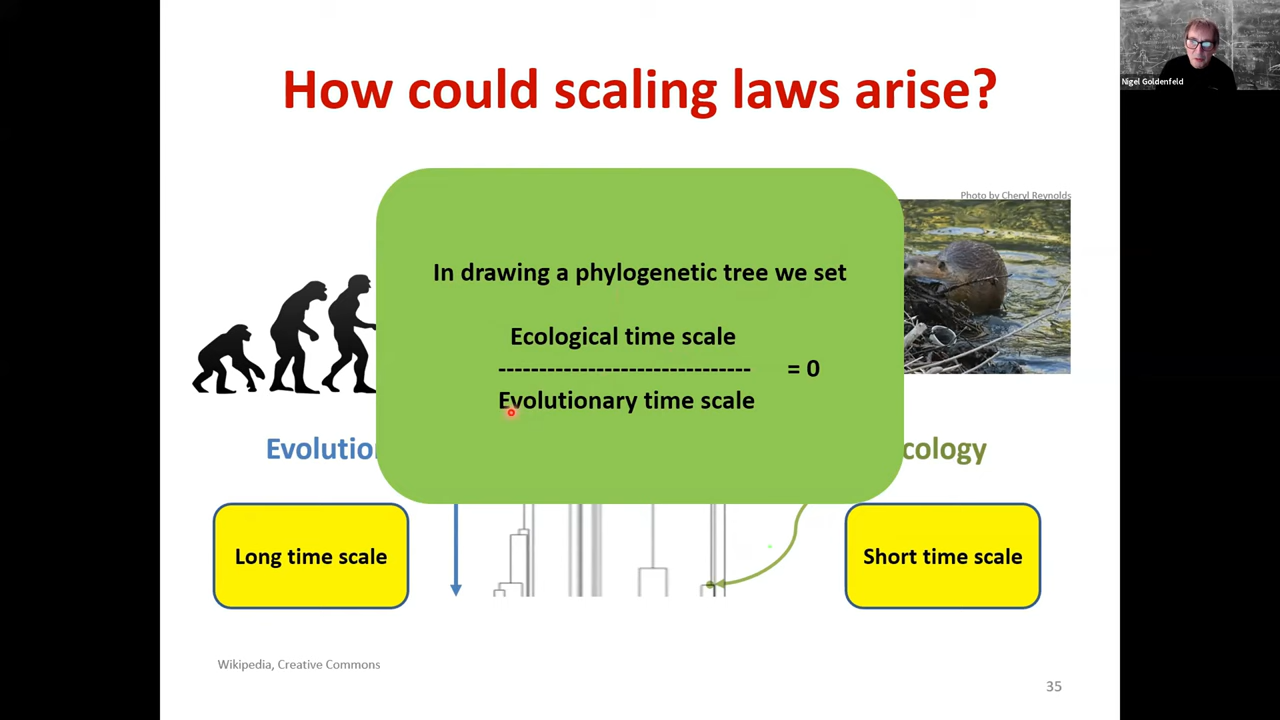 How could scaling laws arise?
Nigel Goldenfeld
Photo by Cheryl Reynolds
In drawing a phylogenetic tree we set
Ecological time scale
------------------------------- = 0
Evolutionary time scale
Evolution
cology
Long time scale
Short time scale
Wikipedia, Creative Commons
35